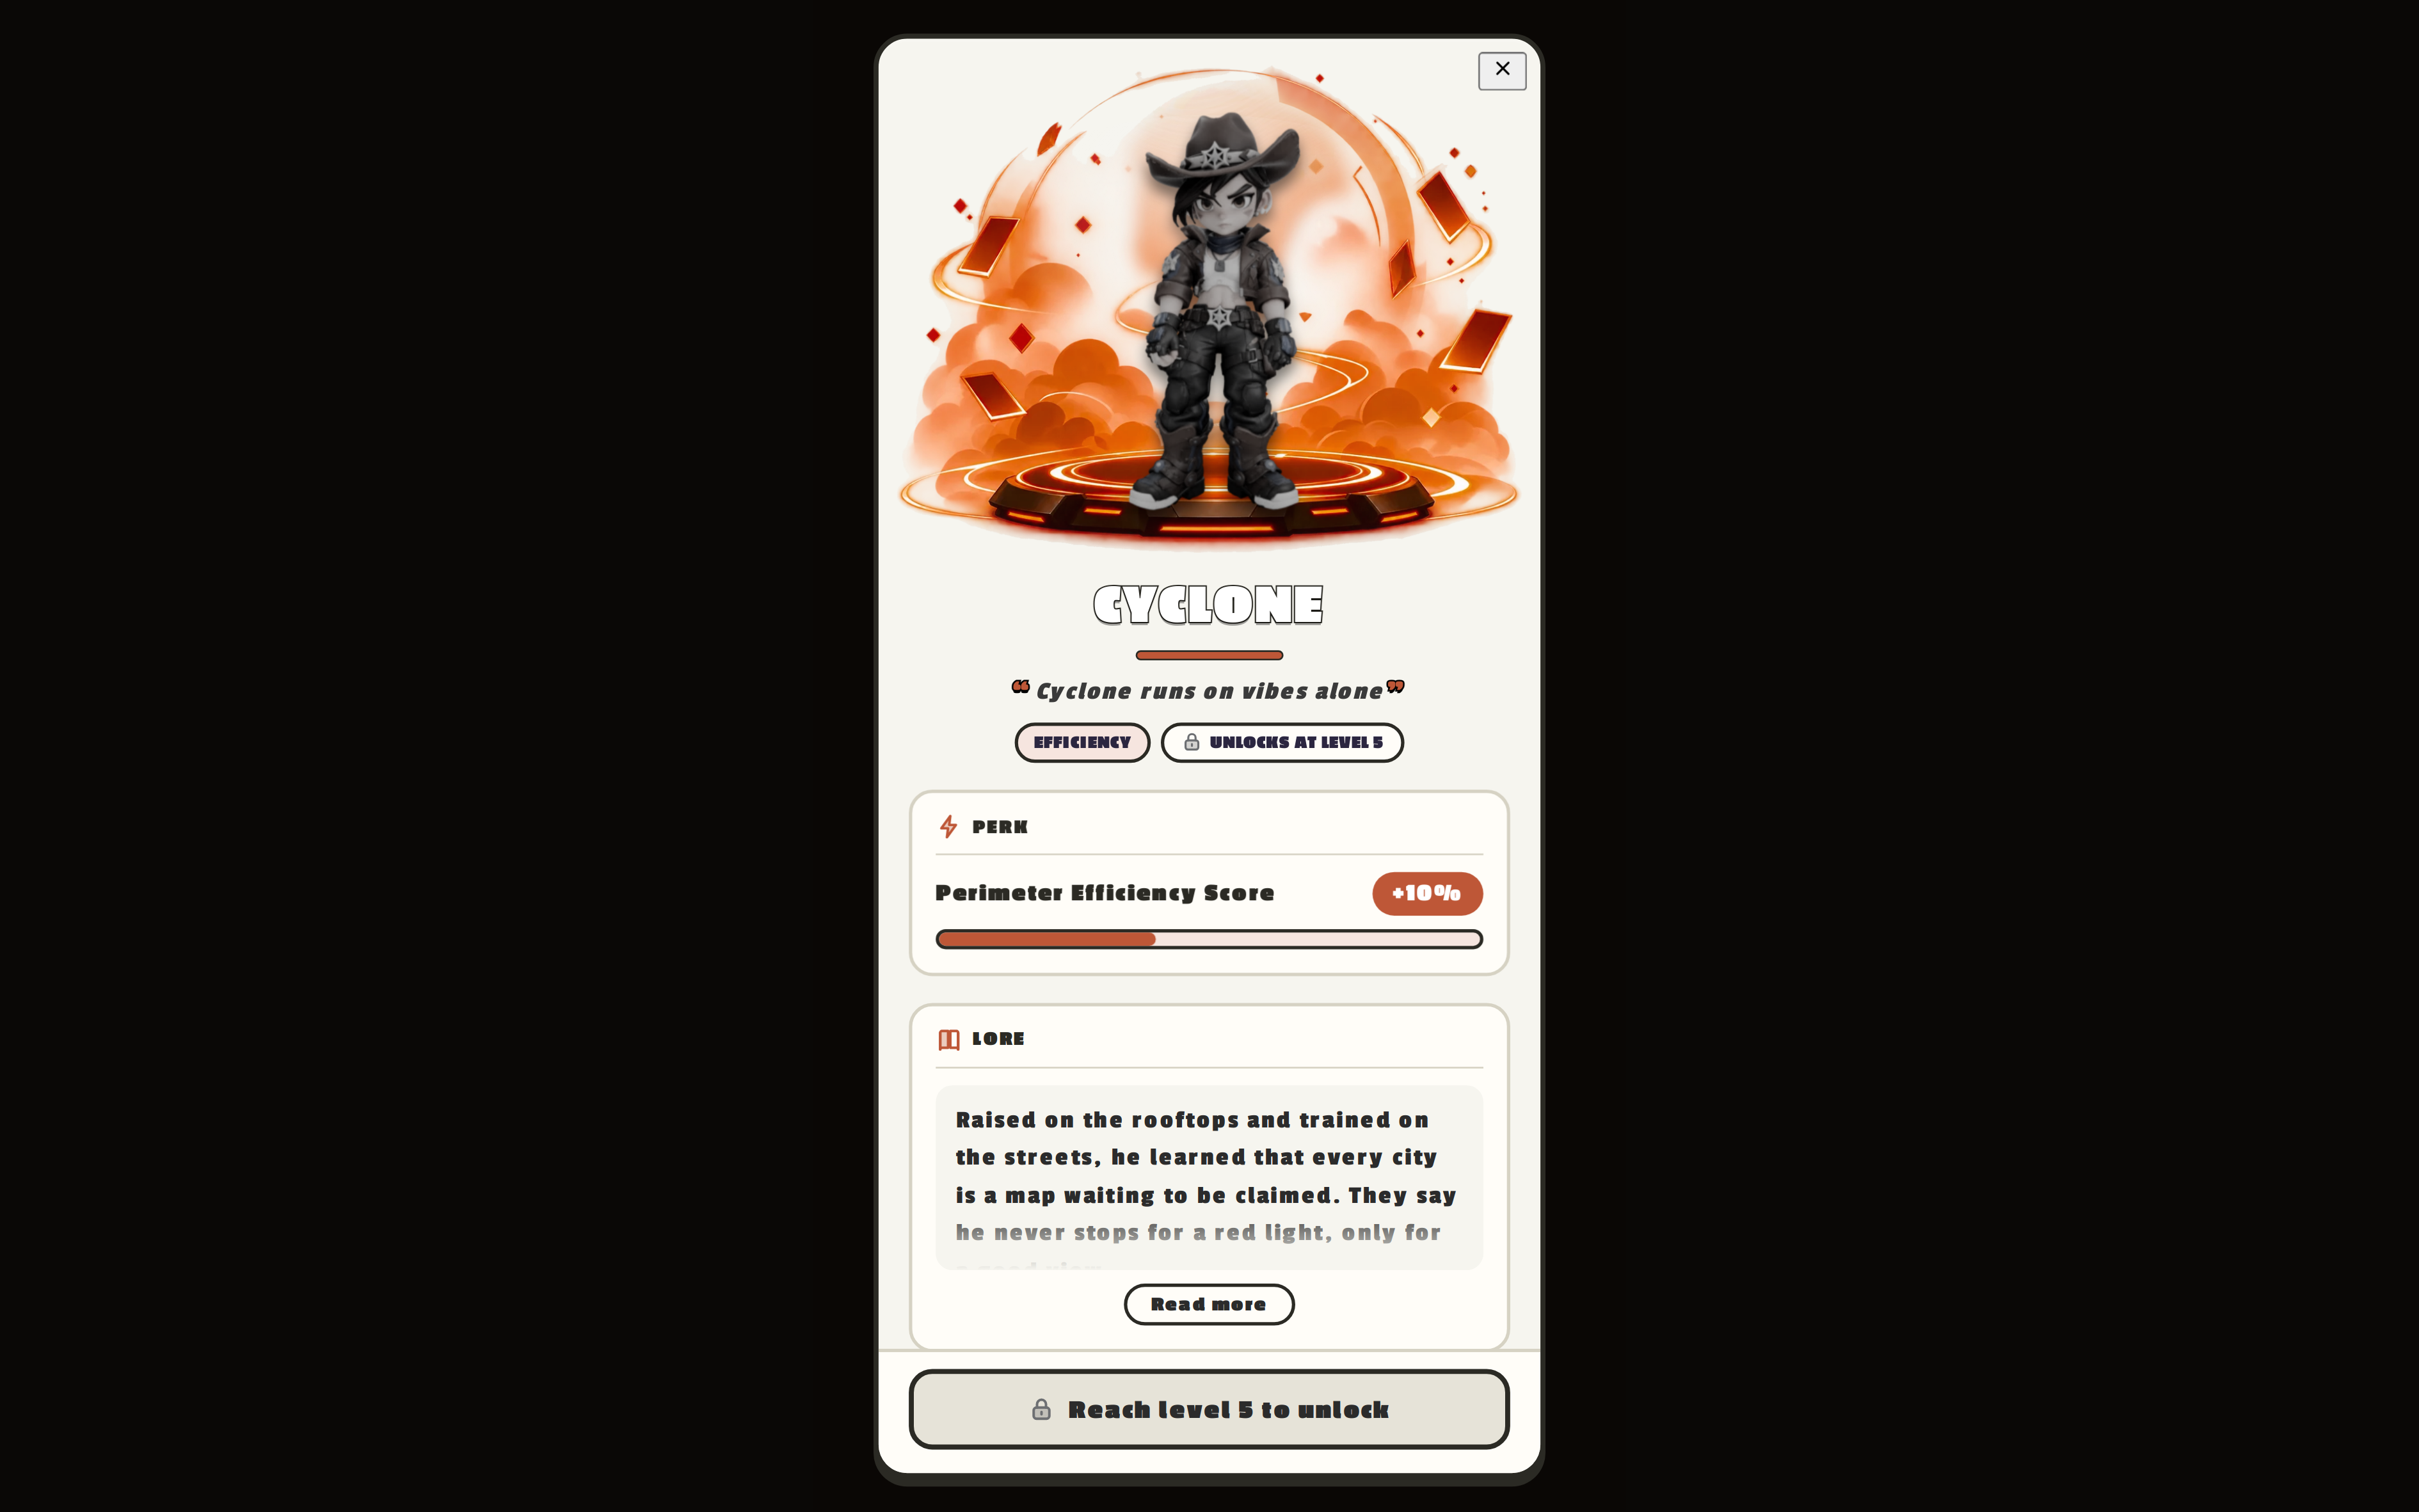 CYCLONE
❝ Cyclone runs on vibes alone ❞
EFFICIENCY
UNLOCKS AT LEVEL 5
PERK
Perimeter Efficiency Score
+10%
LORE
Raised on the rooftops and trained on
the streets, he learned that every city
is a map waiting to be claimed. They say
he never stops for a red light, only for
Read more
Reach level 5 to unlock